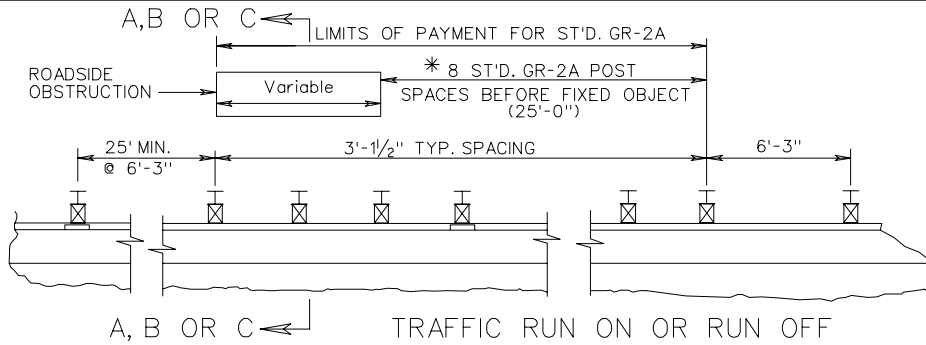 A,B OR C
LIMITS OF PAYMENT FOR ST'D. GR-2A
ROADSIDE
OBSTRUCTION
Variable
* 8 ST'D. GR-2A POST
SPACES BEFORE FIXED OBJECT
(25'-0")
25' MIN.
@ 6'-3"
3'-1½" TYP. SPACING
6'-3"
A, B OR C
TRAFFIC RUN ON OR RUN OFF